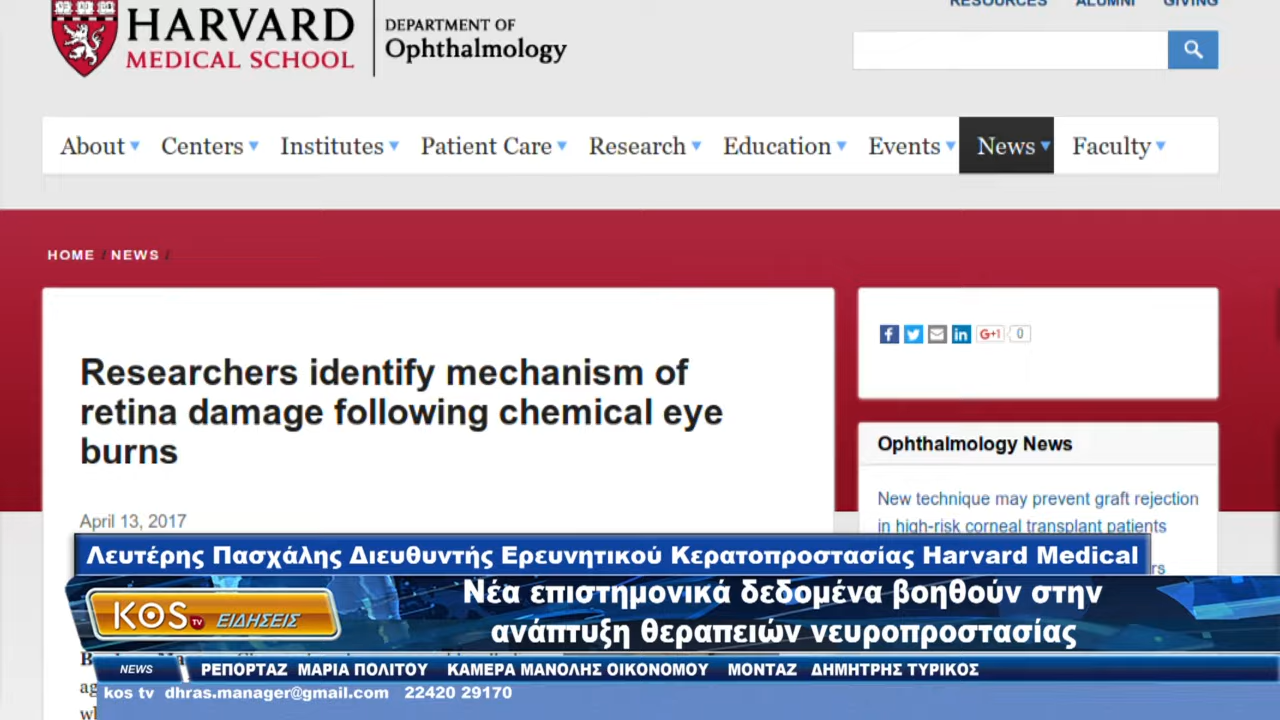 RESOURCES ALUMNI GIVING
HARVARD
MEDICAL SCHOOL
DEPARTMENT OF
Ophthalmology
About Centers Institutes Patient Care Research Education Events News Faculty
HOME / NEWS /
Researchers identify mechanism of
retina damage following chemical eye
burns
April 13, 2017
G+1 0
Ophthalmology News
New technique may prevent graft rejection
in high-risk corneal transplant patients
Λευτέρης Πασχάλης Διευθυντής Ερευνητικού Κερατοπροστασίας Harvard Medical
KOS TV ΕΙΔΗΣΕΙΣ
Νέα επιστημονικά δεδομένα βοηθούν στην
ανάπτυξη θεραπειών νευροπροστασίας
NEWS ΡΕΠΟΡΤΑΖ ΜΑΡΙΑ ΠΟΛΙΤΟΥ ΚΑΜΕΡΑ ΜΑΝΟΛΗΣ ΟΙΚΟΝΟΜΟΥ ΜΟΝΤΑΖ ΔΗΜΗΤΡΗΣ ΤΥΡΙΚΟΣ
kos tv dhras.manager@gmail.com 22420 29170